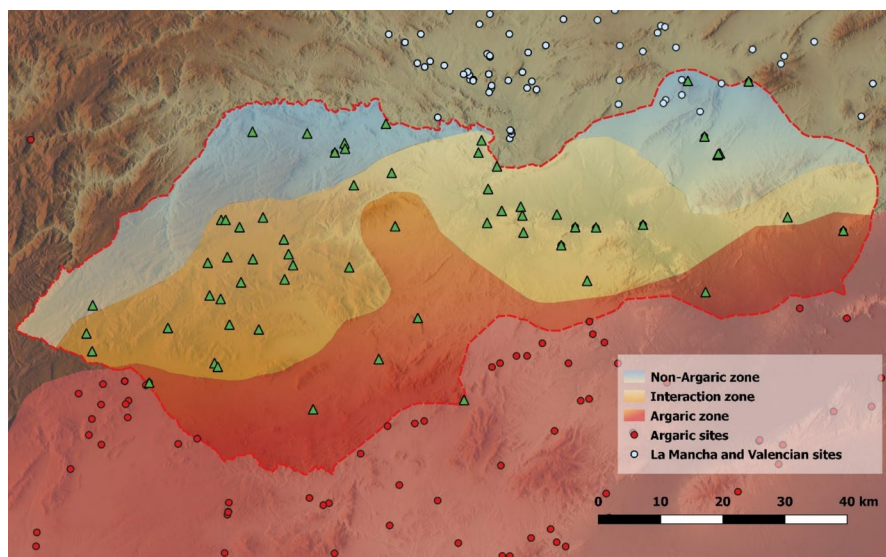 Non-Argaric zone
Interaction zone
Argaric zone
Argaric sites
La Mancha and Valencian sites
0 10 20 30 40 km